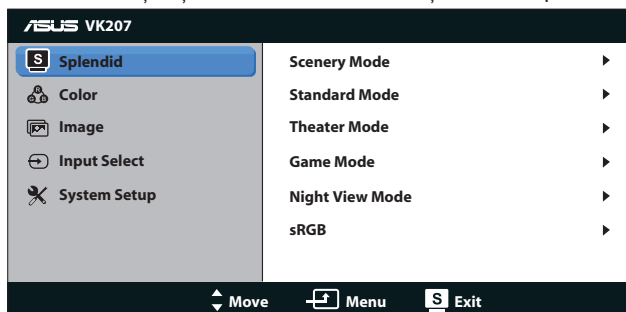 ASUS VK207
S Splendid
Color
Image
Input Select
System Setup
Scenery Mode
Standard Mode
Theater Mode
Game Mode
Night View Mode
sRGB
Move Menu S Exit